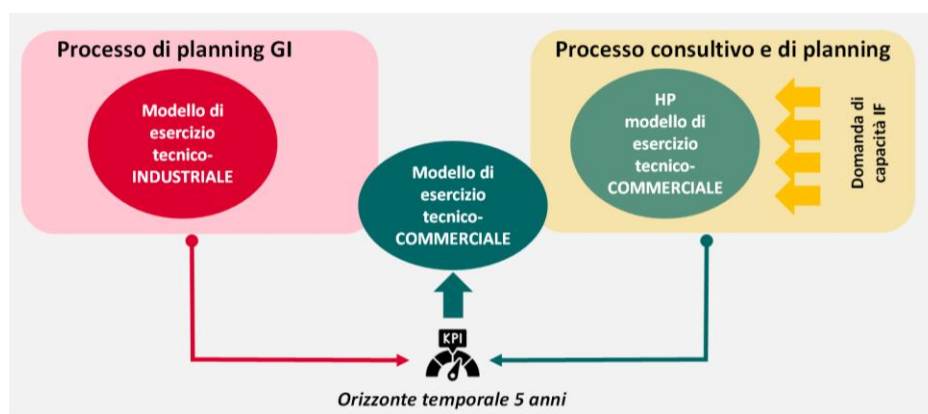 Processo di planning GI
Modello di
esercizio
tecnico-
INDUSTRIALE
Modello di
esercizio
tecnico-
COMMERCIALE
Processo consultivo e di planning
HP
modello di
esercizio
tecnico-
COMMERCIALE
Domanda di
capacità IF
KPI
Orizzonte temporale 5 anni